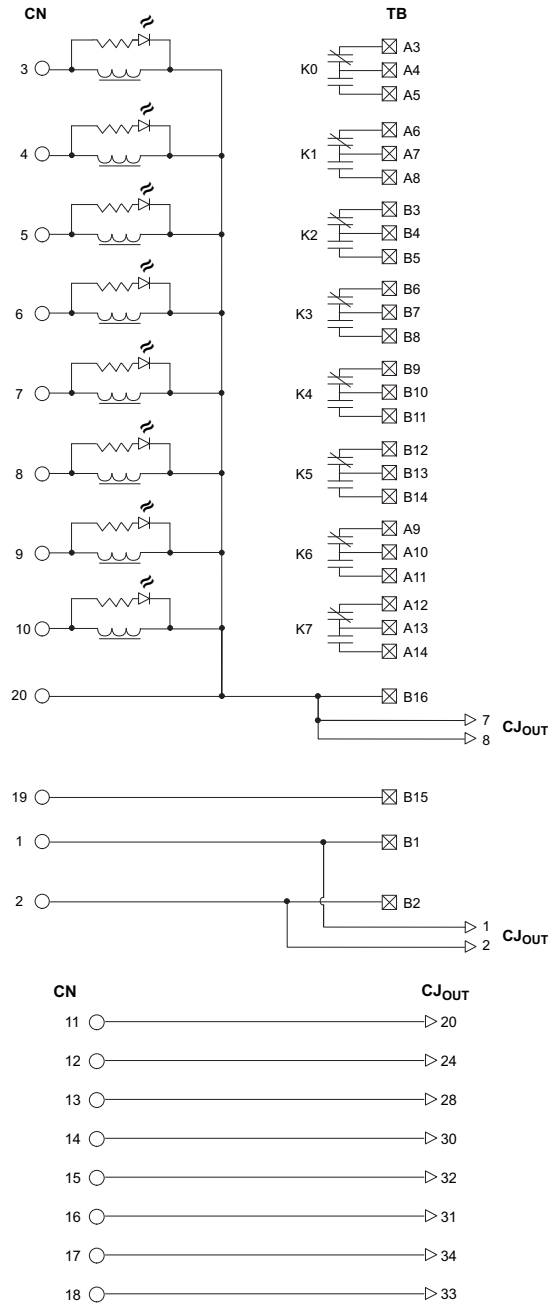 CN TB
A3
3 K0 A4
A5
A6
4 K1 A7
A8
B3
5 K2 B4
B5
B6
6 K3 B7
B8
B9
7 K4 B10
B11
B12
8 K5 B13
B14
A9
9 K6 A10
A11
A12
10 K7 A13
A14
20 B16
7 CJOUT
8
19 B15
1 B1
2 B2
1 CJOUT
2
CN CJOUT
11 20
12 24
13 28
14 30
15 32
16 31
17 34
18 33